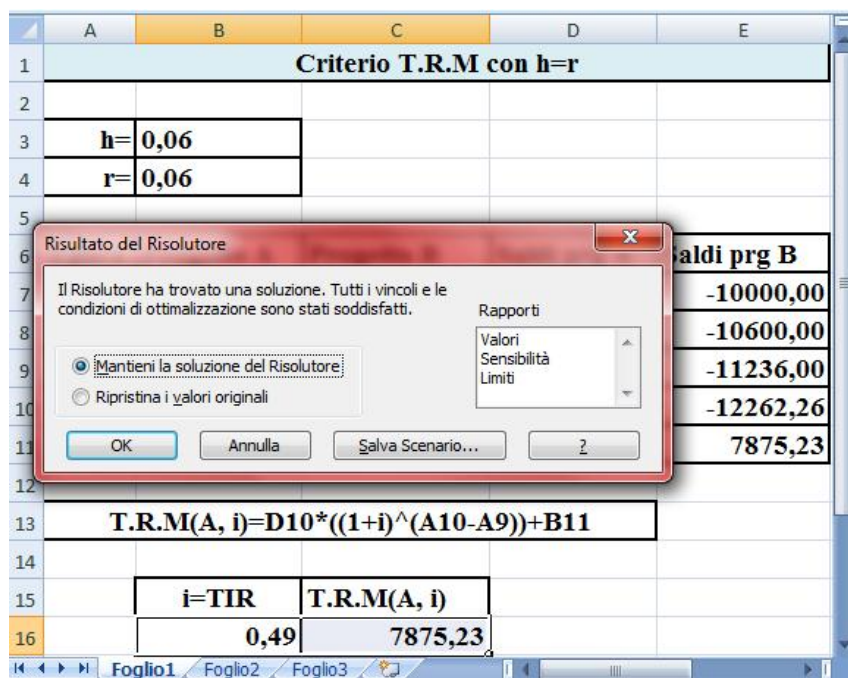 A B C D E
1 Criterio T.R.M con h=r
2
3 h= 0,06
4 r= 0,06
5
Risultato del Risolutore
6 Saldi prg B
Il Risolutore ha trovato una soluzione. Tutti i vincoli e le
condizioni di ottimalizzazione sono stati soddisfatti.
Rapporti
7 -10000,00
Valori
8 -10600,00
Sensibilità
Mantieni la soluzione del Risolutore
Limiti
9 -11236,00
Ripristina i valori originali
10 -12262,26
OK Annulla Salva Scenario... ?
11 7875,23
12
13 T.R.M(A, i)=D10*((1+i)^(A10-A9))+B11
14
15 i=TIR T.R.M(A, i)
16 0,49 7875,23
Foglio1 Foglio2 Foglio3